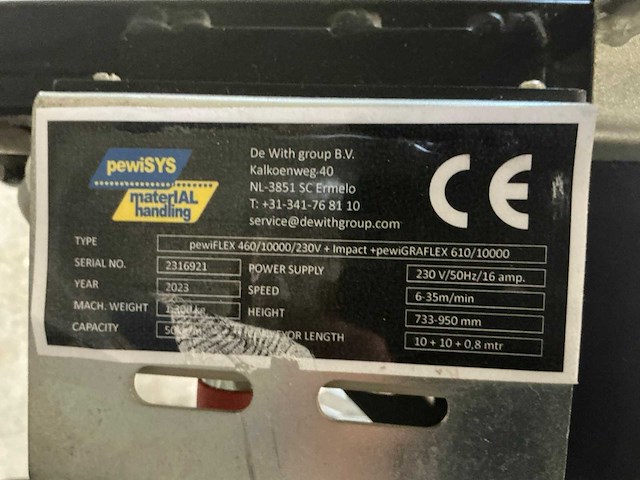 pewiSYS
materIAL
handling
De With group B.V.
Kalkoenweg 40
NL-3851 SC Ermelo
T: +31-341-76 81 10
service@dewithgroup.com
CE
TYPE pewiFLEX 460/10000/230V + Impact +pewiGRAFLEX 610/10000
SERIAL NO. 2316921 POWER SUPPLY 230 V/50Hz/16 amp.
YEAR 2023 SPEED 6-35m/min
MACH. WEIGHT HEIGHT 733-950 mm
CAPACITY LENGTH 10 + 10 + 0,8 mtr